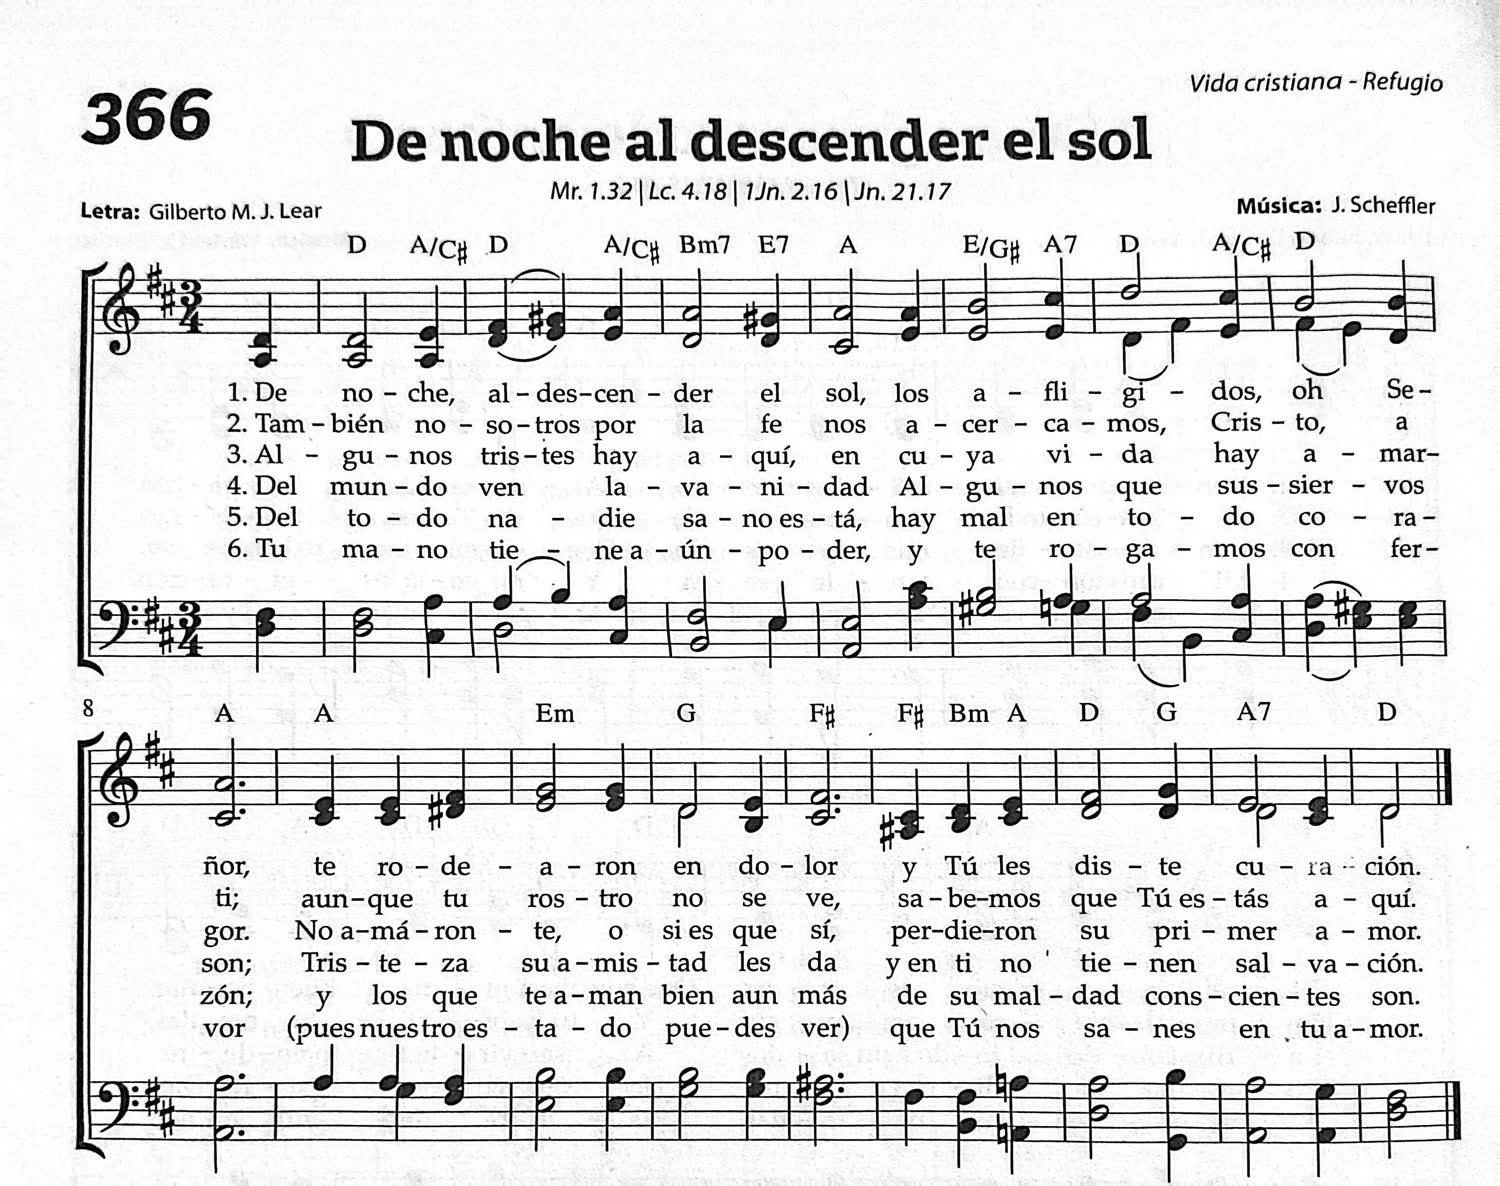 Vida cristiana - Refugio
366
De noche al descender el sol
Mr. 1.32 | Lc. 4.18 | 1Jn. 2.16 | Jn. 21.17
Letra: Gilberto M. J. Lear
Música: J. Scheffler
D A/C♯ D A/C♯ Bm7 E7 A E/G♯ A7 D A/C♯ D
3/4
1. De no – che, al – des–cen – der el sol, los a – fli – gi – dos, oh Se–
2. Tam – bién no – so – tros por la fe nos a – cer – ca – mos, Cris – to, a
3. Al – gu – nos tris – tes hay a – quí, en cu – ya vi – da hay a – mar–
4. Del mun – do ven la – va – ni – dad Al – gu – nos que sus – sier – vos
5. Del to – do na die sa – no es – tá, hay mal en to – do co – ra–
6. Tu ma – no tie – ne a – ún – po – der, y te ro ga – mos con fer–
3/4
8
A A Em G F♯ F♯ Bm A D G A7 D
ñor, te ro – de – a – ron en do – lor y Tú les dis – te cu – ra – ción.
ti; aun–que tu ros – tro no se ve, sa – be–mos que Tú es – tás a – quí.
gor. No a–má – ron – te, o si es que sí, per–die–ron su pri – mer a – mor.
son; Tris – te – za su a – mis – tad les da y en ti no ' tie – nen sal – va – ción.
zón; y los que te a – man bien aun más de su mal – dad cons – cien – tes son.
vor (pues nuestro es – ta – do pue – des ver) que Tú nos sa – nes en tu a – mor.